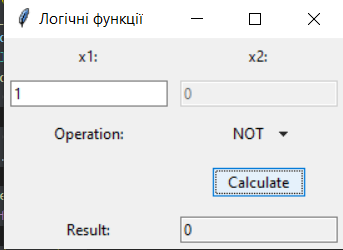 Логічні функції
x1: x2:
1 0
Operation: NOT
Calculate
Result: 0